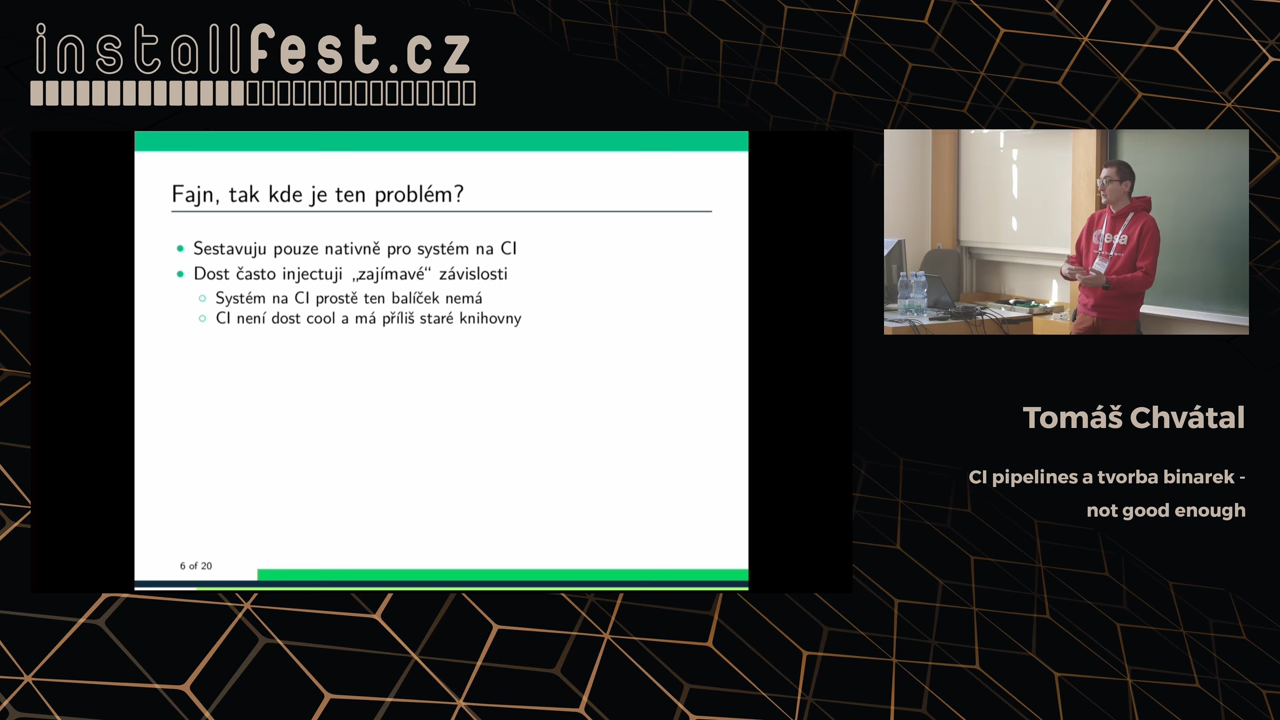 installfest.cz
Fajn, tak kde je ten problém?
Sestavuju pouze nativně pro systém na CI
Dost často injectuji „zajímavé“ závislosti
Systém na CI prostě ten balíček nemá
CI není dost cool a má příliš staré knihovny
6 of 20
esa
Tomáš Chvátal
CI pipelines a tvorba binarek -
not good enough